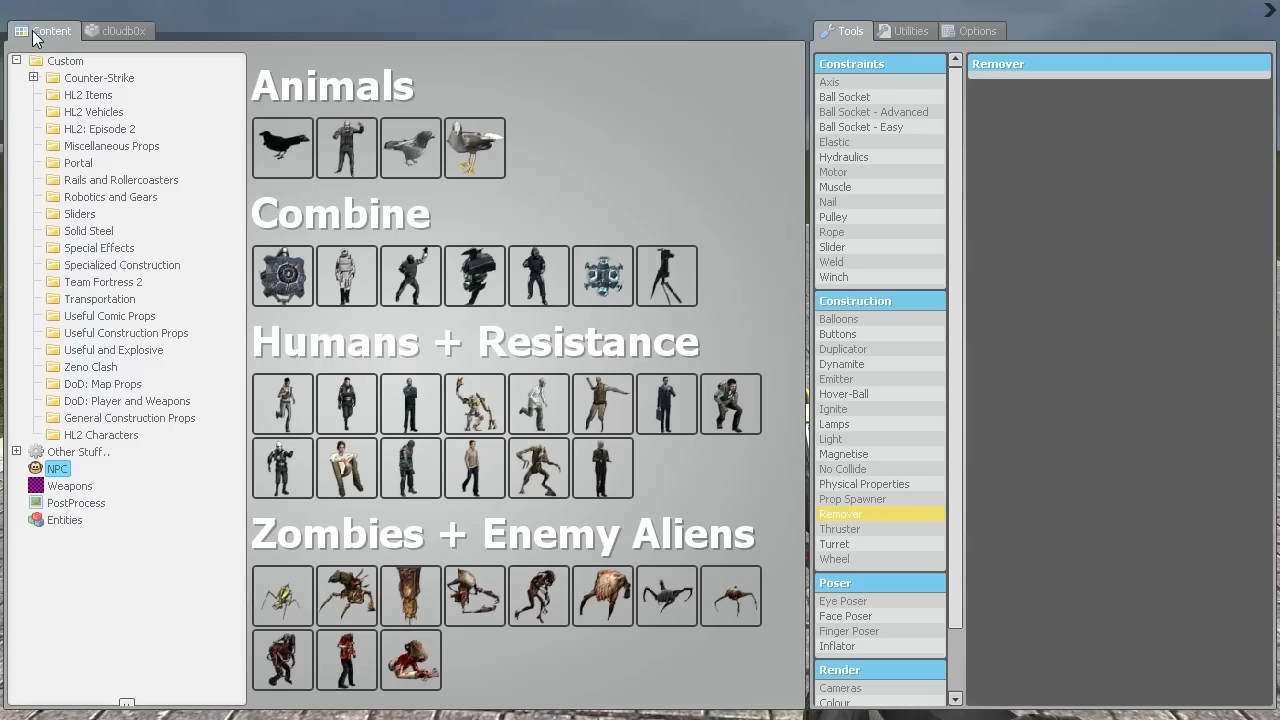 Content
cl0udb0x
Tools
Utilities
Options
Custom
Counter-Strike
HL2 Items
HL2 Vehicles
HL2: Episode 2
Miscellaneous Props
Portal
Rails and Rollercoasters
Robotics and Gears
Sliders
Solid Steel
Special Effects
Specialized Construction
Team Fortress 2
Transportation
Useful Comic Props
Useful Construction Props
Useful and Explosive
Zeno Clash
DoD: Map Props
DoD: Player and Weapons
General Construction Props
HL2 Characters
Other Stuff..
NPC
Weapons
PostProcess
Entities
Animals
Combine
Humans + Resistance
Zombies + Enemy Aliens
Constraints
Axis
Ball Socket
Ball Socket - Advanced
Ball Socket - Easy
Elastic
Hydraulics
Motor
Muscle
Nail
Pulley
Rope
Slider
Weld
Winch
Construction
Balloons
Buttons
Duplicator
Dynamite
Emitter
Hover-Ball
Ignite
Lamps
Light
Magnetise
No Collide
Physical Properties
Prop Spawner
Remover
Thruster
Turret
Wheel
Poser
Eye Poser
Face Poser
Finger Poser
Inflator
Render
Cameras
Colour
Remover